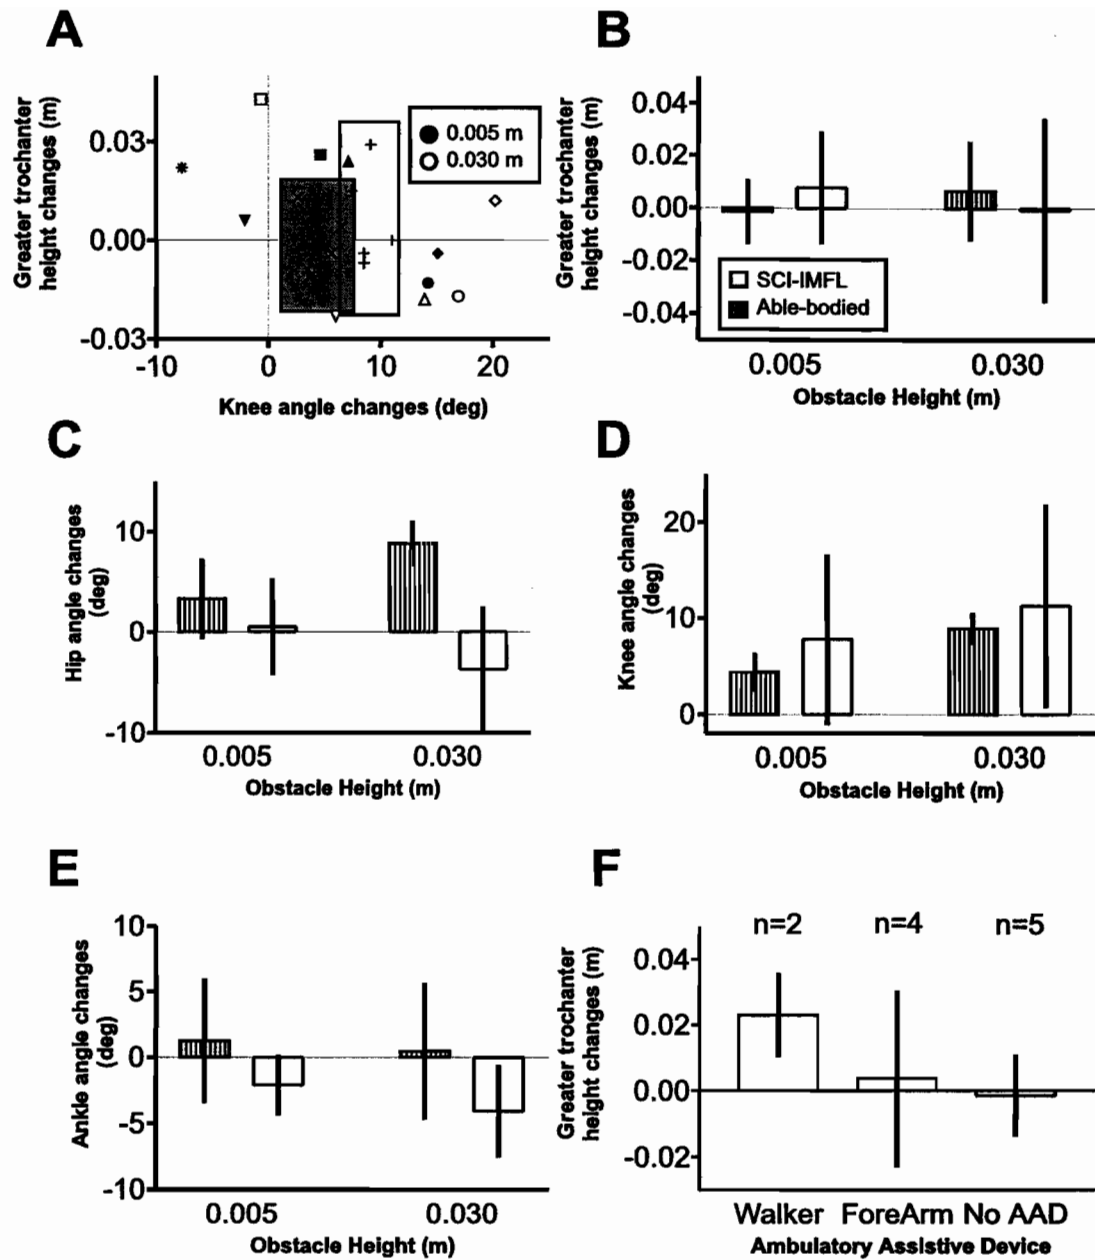 A
Greater trochanter
height changes (m)
0.03
0.00
-0.03
-10
0
10
20
Knee angle changes (deg)
0.005 m
0.030 m
B
Greater trochanter
height changes (m)
0.04
0.02
0.00
-0.02
-0.04
SCI-IMFL
Able-bodied
0.005
0.030
Obstacle Height (m)
C
Hip angle changes
(deg)
10
0
-10
0.005
0.030
Obstacle Height (m)
D
Knee angle changes
(deg)
20
10
0
0.005
0.030
Obstacle Height (m)
E
Ankle angle changes
(deg)
10
5
0
-5
-10
0.005
0.030
Obstacle Height (m)
F
Greater trochanter
height changes (m)
0.04
0.02
0.00
-0.02
n=2
n=4
n=5
Walker
ForeArm
No AAD
Ambulatory Assistive Device